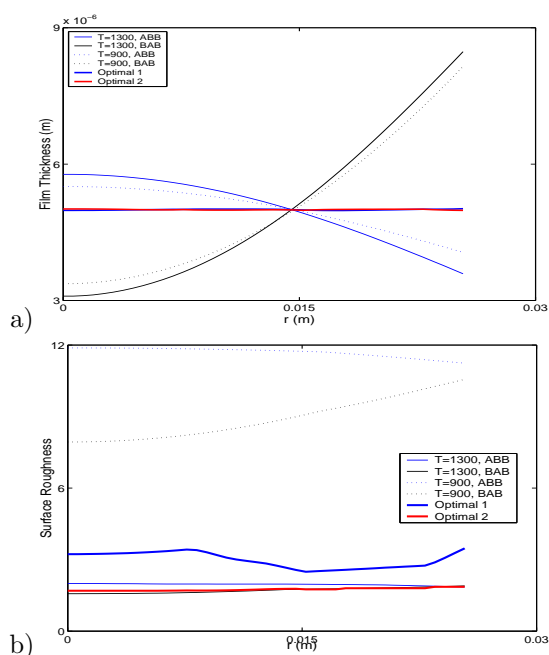 9 × 10⁻⁶
T=1300, ABB
T=1300, BAB
T=900, ABB
T=900, BAB
Optimal 1
Optimal 2
Film Thickness (m)
6
3
0
0.015
0.03
r (m)
a)
12
Surface Roughness
T=1300, ABB
T=1300, BAB
T=900, ABB
T=900, BAB
Optimal 1
Optimal 2
6
0
0
0.015
0.03
r (m)
b)